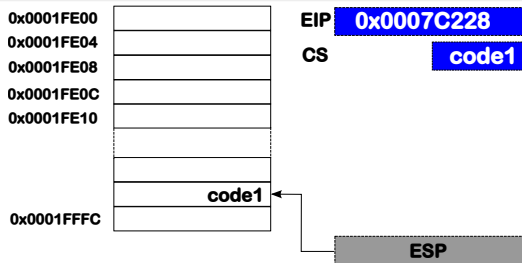 0x0001FE00
0x0001FE04
0x0001FE08
0x0001FE0C
0x0001FE10
code1
0x0001FFFC
EIP 0x0007C228
CS code1
ESP